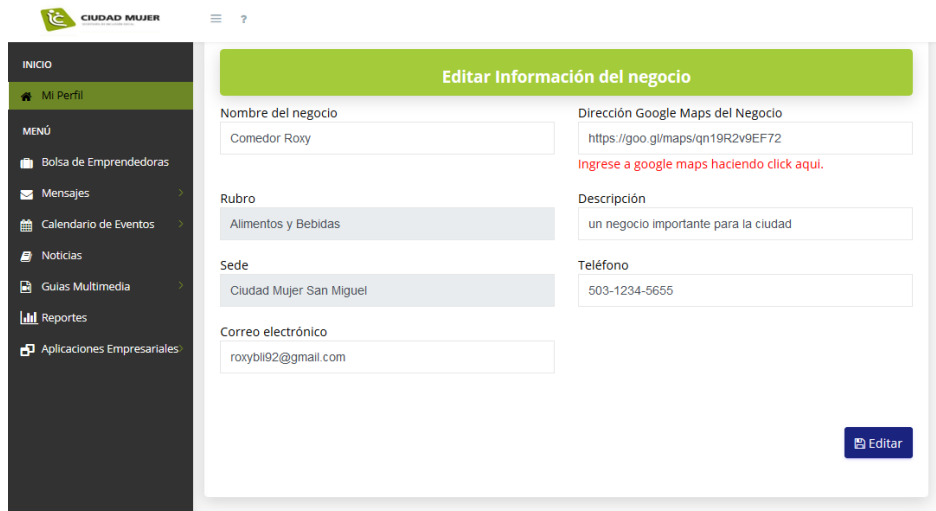 CIUDAD MUJER
?
INICIO
Mi Perfil
MENÚ
Bolsa de Emprendedoras
Mensajes
Calendario de Eventos
Noticias
Guias Multimedia
Reportes
Aplicaciones Empresariales
Editar Información del negocio
Nombre del negocio
Comedor Roxy
Dirección Google Maps del Negocio
https://goo.gl/maps/qn19R2v9EF72
Ingrese a google maps haciendo click aqui.
Rubro
Alimentos y Bebidas
Descripción
un negocio importante para la ciudad
Sede
Ciudad Mujer San Miguel
Teléfono
503-1234-5655
Correo electrónico
roxybli92@gmail.com
Editar